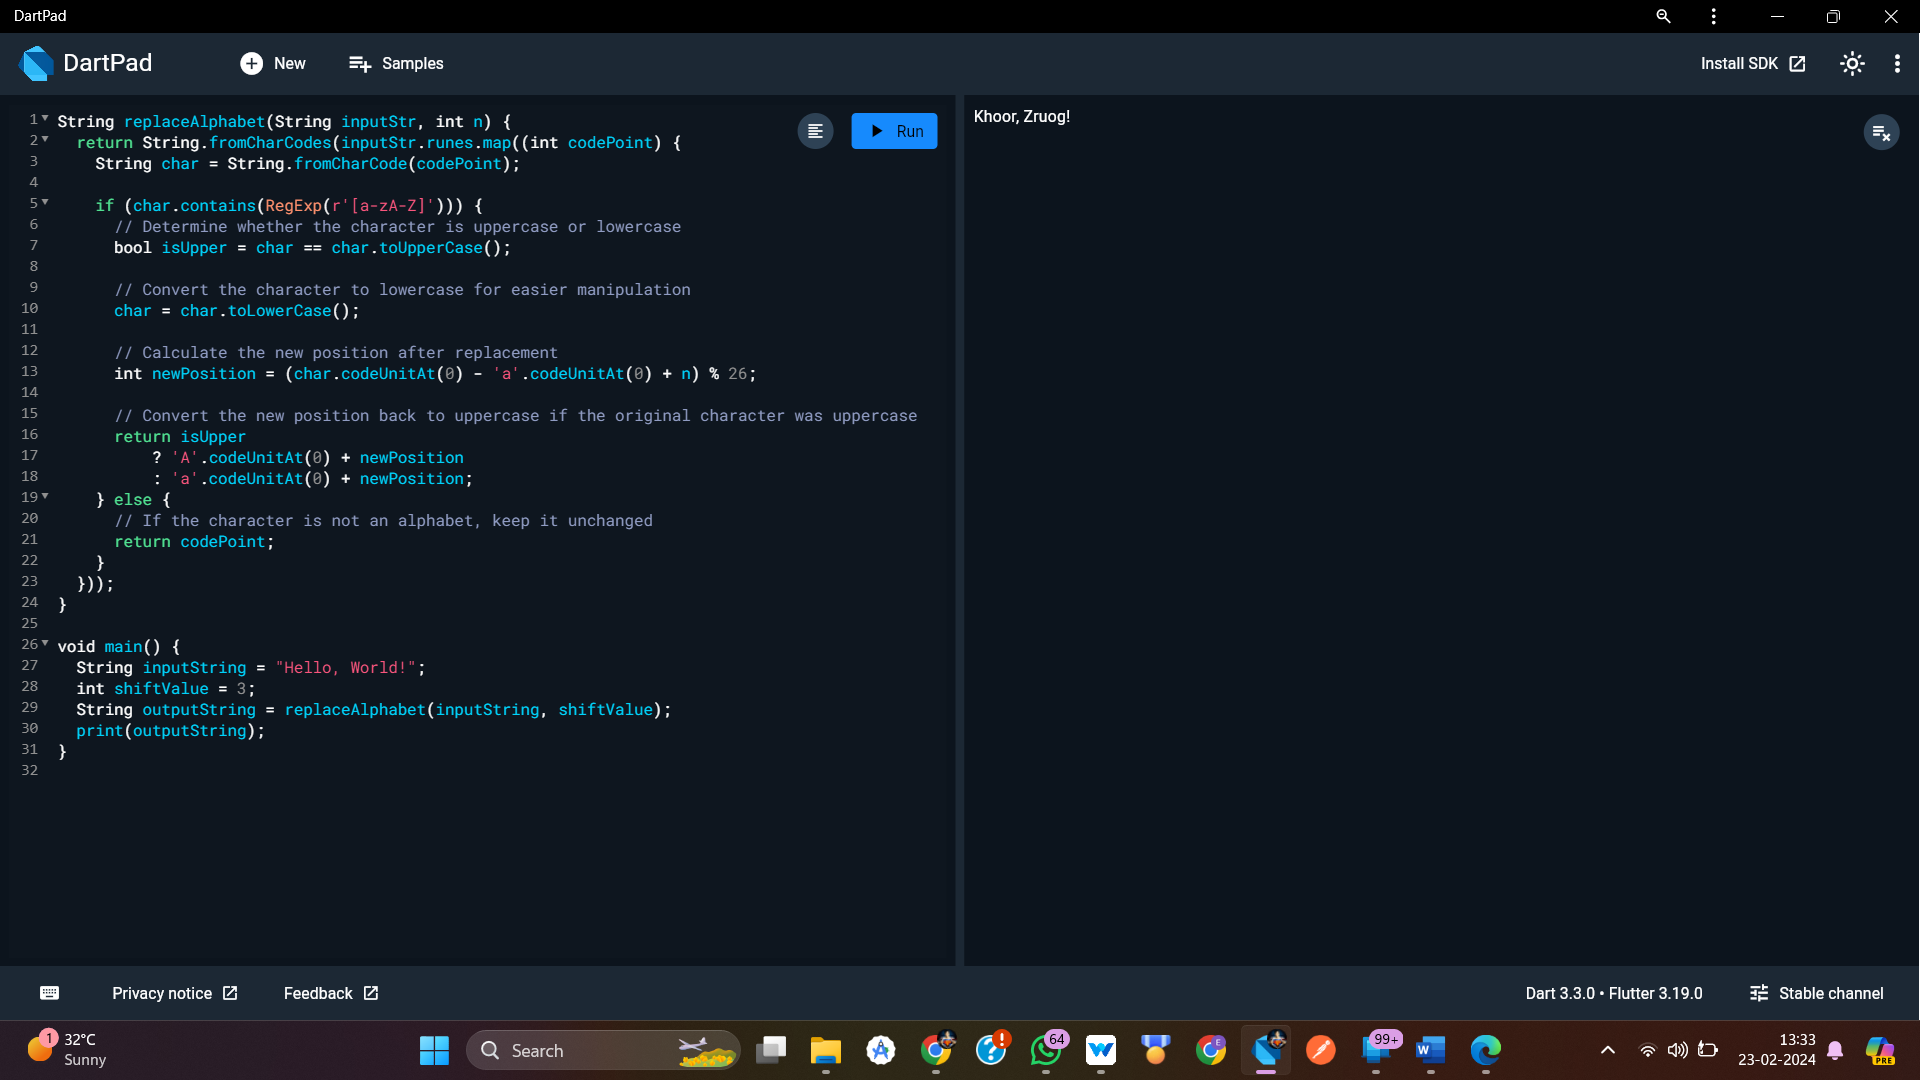 DartPad
DartPad
New
Samples
Install SDK
1 String replaceAlphabet(String inputStr, int n) {
2 return String.fromCharCodes(inputStr.runes.map((int codePoint) {
3 String char = String.fromCharCode(codePoint);
4
5 if (char.contains(RegExp(r'[a-zA-Z]'))) {
6 // Determine whether the character is uppercase or lowercase
7 bool isUpper = char == char.toUpperCase();
8
9 // Convert the character to lowercase for easier manipulation
10 char = char.toLowerCase();
11
12 // Calculate the new position after replacement
13 int newPosition = (char.codeUnitAt(0) - 'a'.codeUnitAt(0) + n) % 26;
14
15 // Convert the new position back to uppercase if the original character was uppercase
16 return isUpper
17 ? 'A'.codeUnitAt(0) + newPosition
18 : 'a'.codeUnitAt(0) + newPosition;
19 } else {
20 // If the character is not an alphabet, keep it unchanged
21 return codePoint;
22 }
23 }));
24 }
25
26 void main() {
27 String inputString = "Hello, World!";
28 int shiftValue = 3;
29 String outputString = replaceAlphabet(inputString, shiftValue);
30 print(outputString);
31 }
32
Run
Khoor, Zruog!
Privacy notice
Feedback
Dart 3.3.0 • Flutter 3.19.0
Stable channel
1
32°C
Sunny
Search
64
E
99+
W
13:33
23-02-2024
PRE